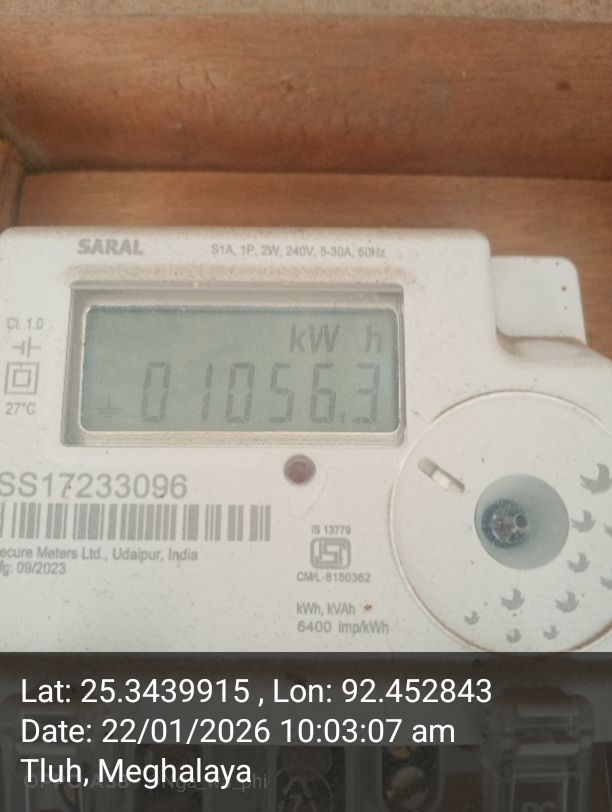 SARAL
S1A, 1P, 2W, 240V, 5-30A, 50Hz
Cl. 1.0
kW h
01056.3
27°C
SS17233096
ecure Meters Ltd., Udaipur, India
fg: 09/2023
IS 13779
ISI
CM/L-8150362
kWh, kVAh
6400 imp/kWh
Lat: 25.3439915 , Lon: 92.452843
Date: 22/01/2026 10:03:07 am
Tluh, Meghalaya